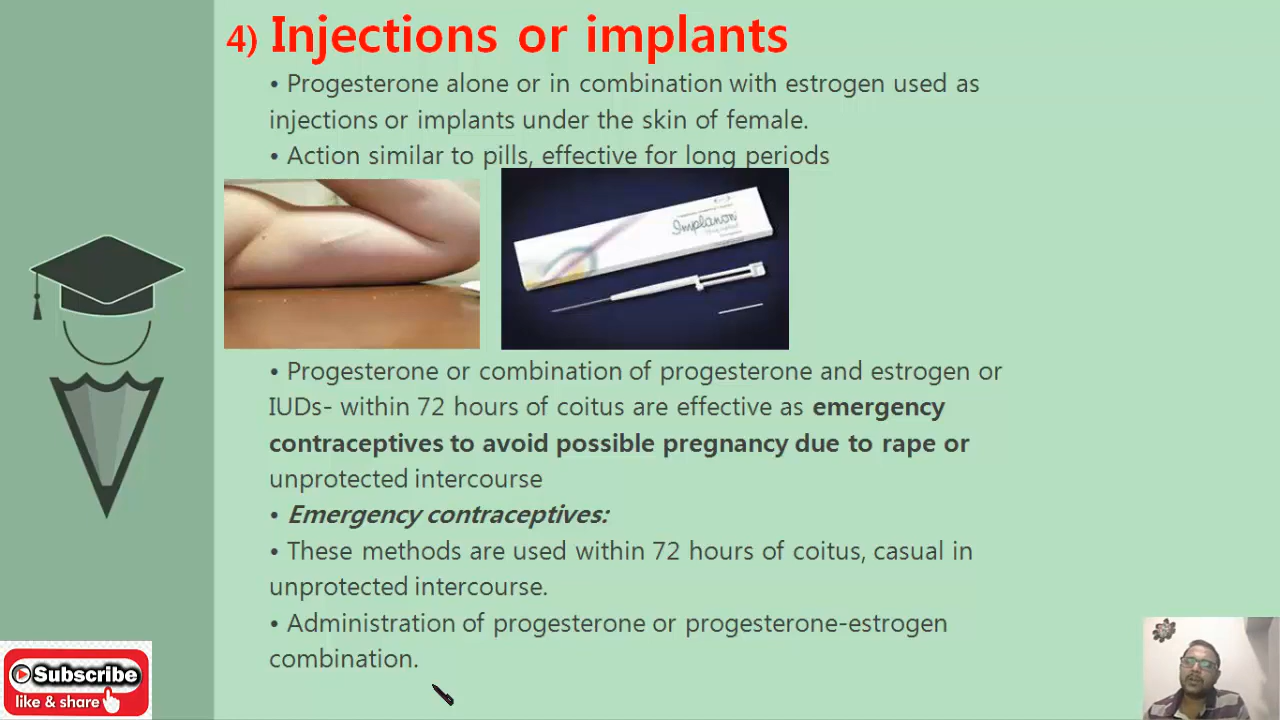 4) Injections or implants
• Progesterone alone or in combination with estrogen used as
injections or implants under the skin of female.
• Action similar to pills, effective for long periods
Implanon
• Progesterone or combination of progesterone and estrogen or
IUDs- within 72 hours of coitus are effective as emergency
contraceptives to avoid possible pregnancy due to rape or
unprotected intercourse
• Emergency contraceptives:
• These methods are used within 72 hours of coitus, casual in
unprotected intercourse.
• Administration of progesterone or progesterone-estrogen
combination.
Subscribe
like & share